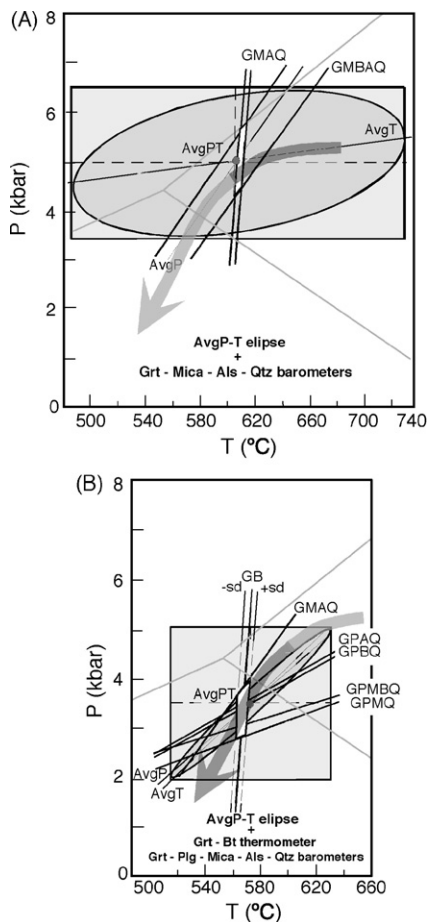 (A)
8
6
4
2
0
P (kbar)
GMAQ
GMBAQ
AvgPT
AvgT
AvgP
AvgP-T elipse
+
Grt - Mica - Als - Qtz barometers
500 540 580 620 660 700 740
T (ºC)
(B)
8
6
4
2
0
P (kbar)
GB
-sd +sd
GMAQ
GPAQ
GPBQ
AvgPT
GPMBQ
GPMQ
AvgP
AvgT
AvgP-T elipse
+
Grt - Bt thermometer
Grt - Plg - Mica - Als - Qtz barometers
500 540 580 620 660
T (ºC)